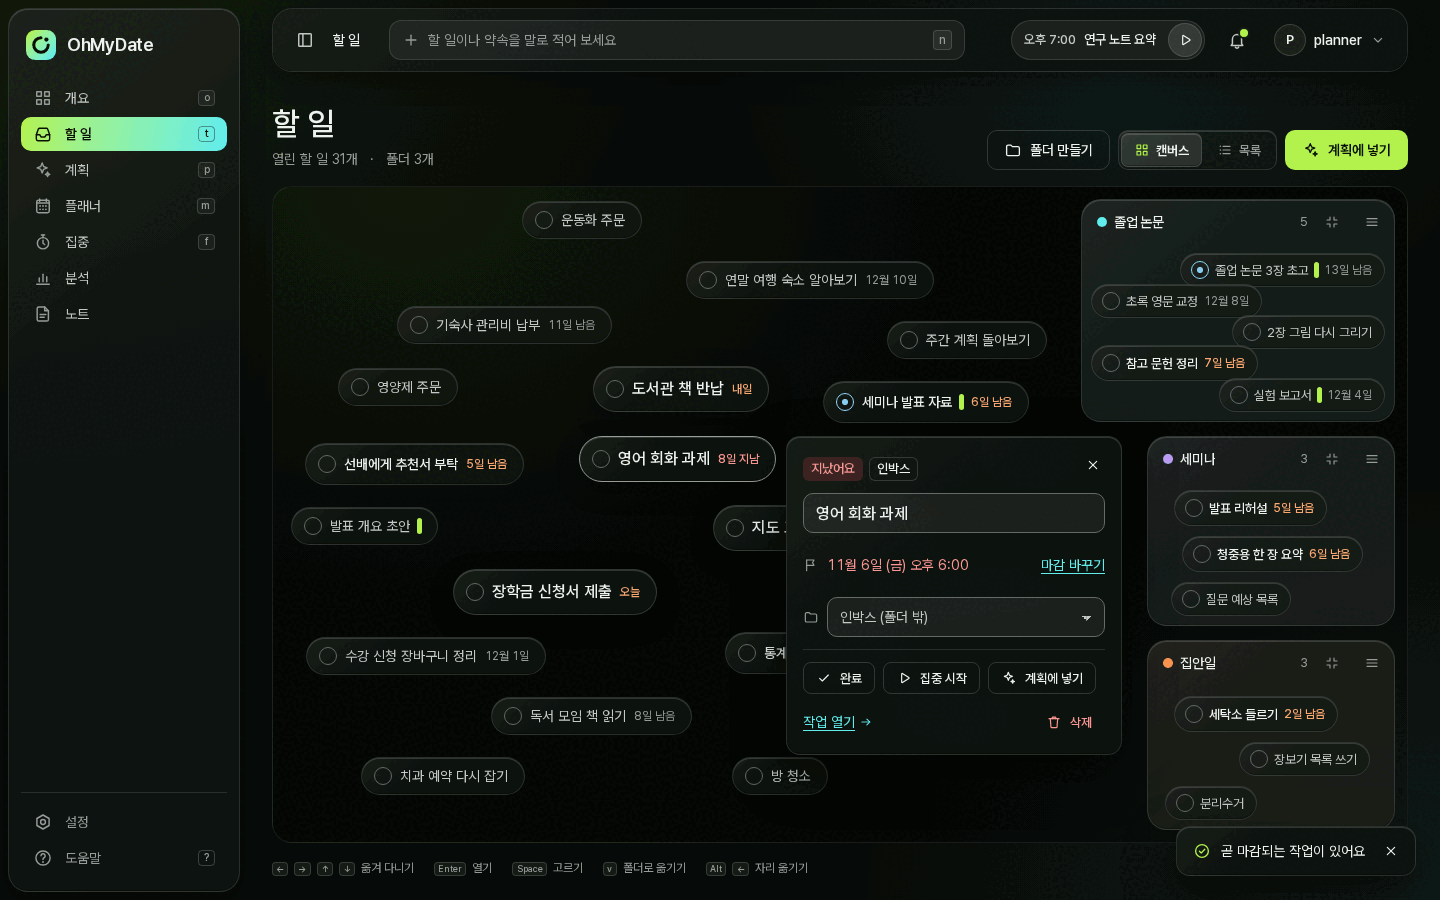 OhMyDate
개요 o
할 일 t
계획 p
플래너 m
집중 f
분석
노트
설정
도움말 ?
할 일
할 일이나 약속을 말로 적어 보세요 n
오후 7:00 연구 노트 요약
P planner
할 일
열린 할 일 31개 · 폴더 3개
폴더 만들기
캔버스
목록
계획에 넣기
운동화 주문
연말 여행 숙소 알아보기 12월 10일
기숙사 관리비 납부 11일 남음
주간 계획 돌아보기
영양제 주문
도서관 책 반납 내일
세미나 발표 자료 6일 남음
선배에게 추천서 부탁 5일 남음
영어 회화 과제 8일 지남
발표 개요 초안
지도
장학금 신청서 제출 오늘
수강 신청 장바구니 정리 12월 1일
통계
독서 모임 책 읽기 8일 남음
치과 예약 다시 잡기
방 청소
지났어요 인박스
영어 회화 과제
11월 6일 (금) 오후 6:00 마감 바꾸기
인박스 (폴더 밖)
완료
집중 시작
계획에 넣기
작업 열기 →
삭제
졸업 논문 5
졸업 논문 3장 초고 13일 남음
초록 영문 교정 12월 8일
2장 그림 다시 그리기
참고 문헌 정리 7일 남음
실험 보고서 12월 4일
세미나 3
발표 리허설 5일 남음
청중용 한 장 요약 6일 남음
질문 예상 목록
집안일 3
세탁소 들르기 2일 남음
장보기 목록 쓰기
분리수거
곧 마감되는 작업이 있어요
← → ↑ ↓ 옮겨 다니기 Enter 열기 Space 고르기 v 폴더로 옮기기 Alt ← 자리 옮기기